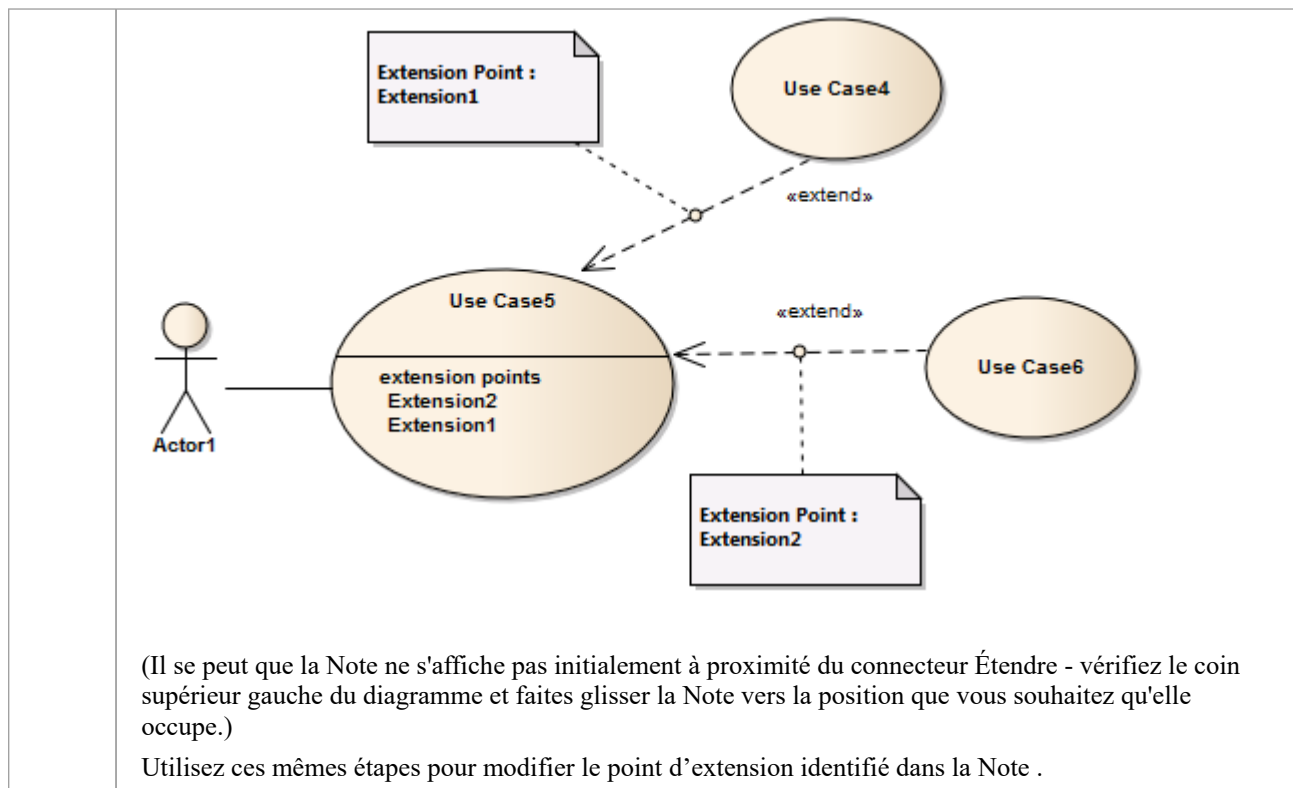 Extension Point :
Extension1
Use Case4
«extend»
Use Case5
«extend»
extension points
Extension2
Extension1
Use Case6
Actor1
Extension Point :
Extension2
(Il se peut que la Note ne s'affiche pas initialement à proximité du connecteur Étendre - vérifiez le coin
supérieur gauche du diagramme et faites glisser la Note vers la position que vous souhaitez qu'elle
occupe.)
Utilisez ces mêmes étapes pour modifier le point d’extension identifié dans la Note .